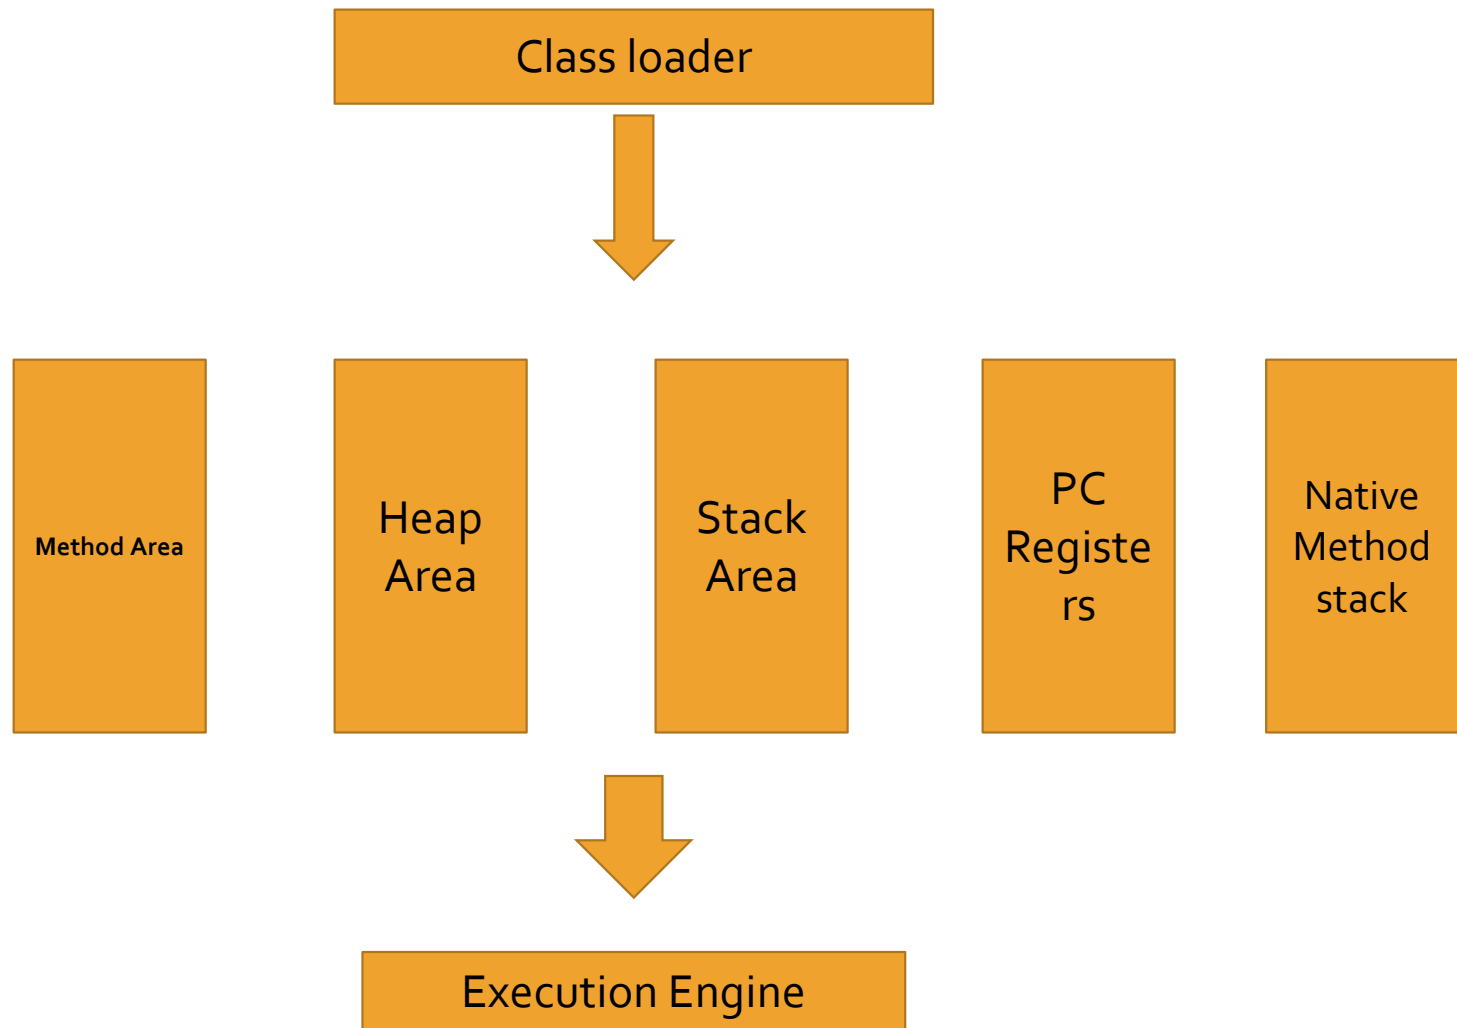 Class loader
Method Area
Heap
Area
Stack
Area
PC
Registe
rs
Native
Method
stack
Execution Engine